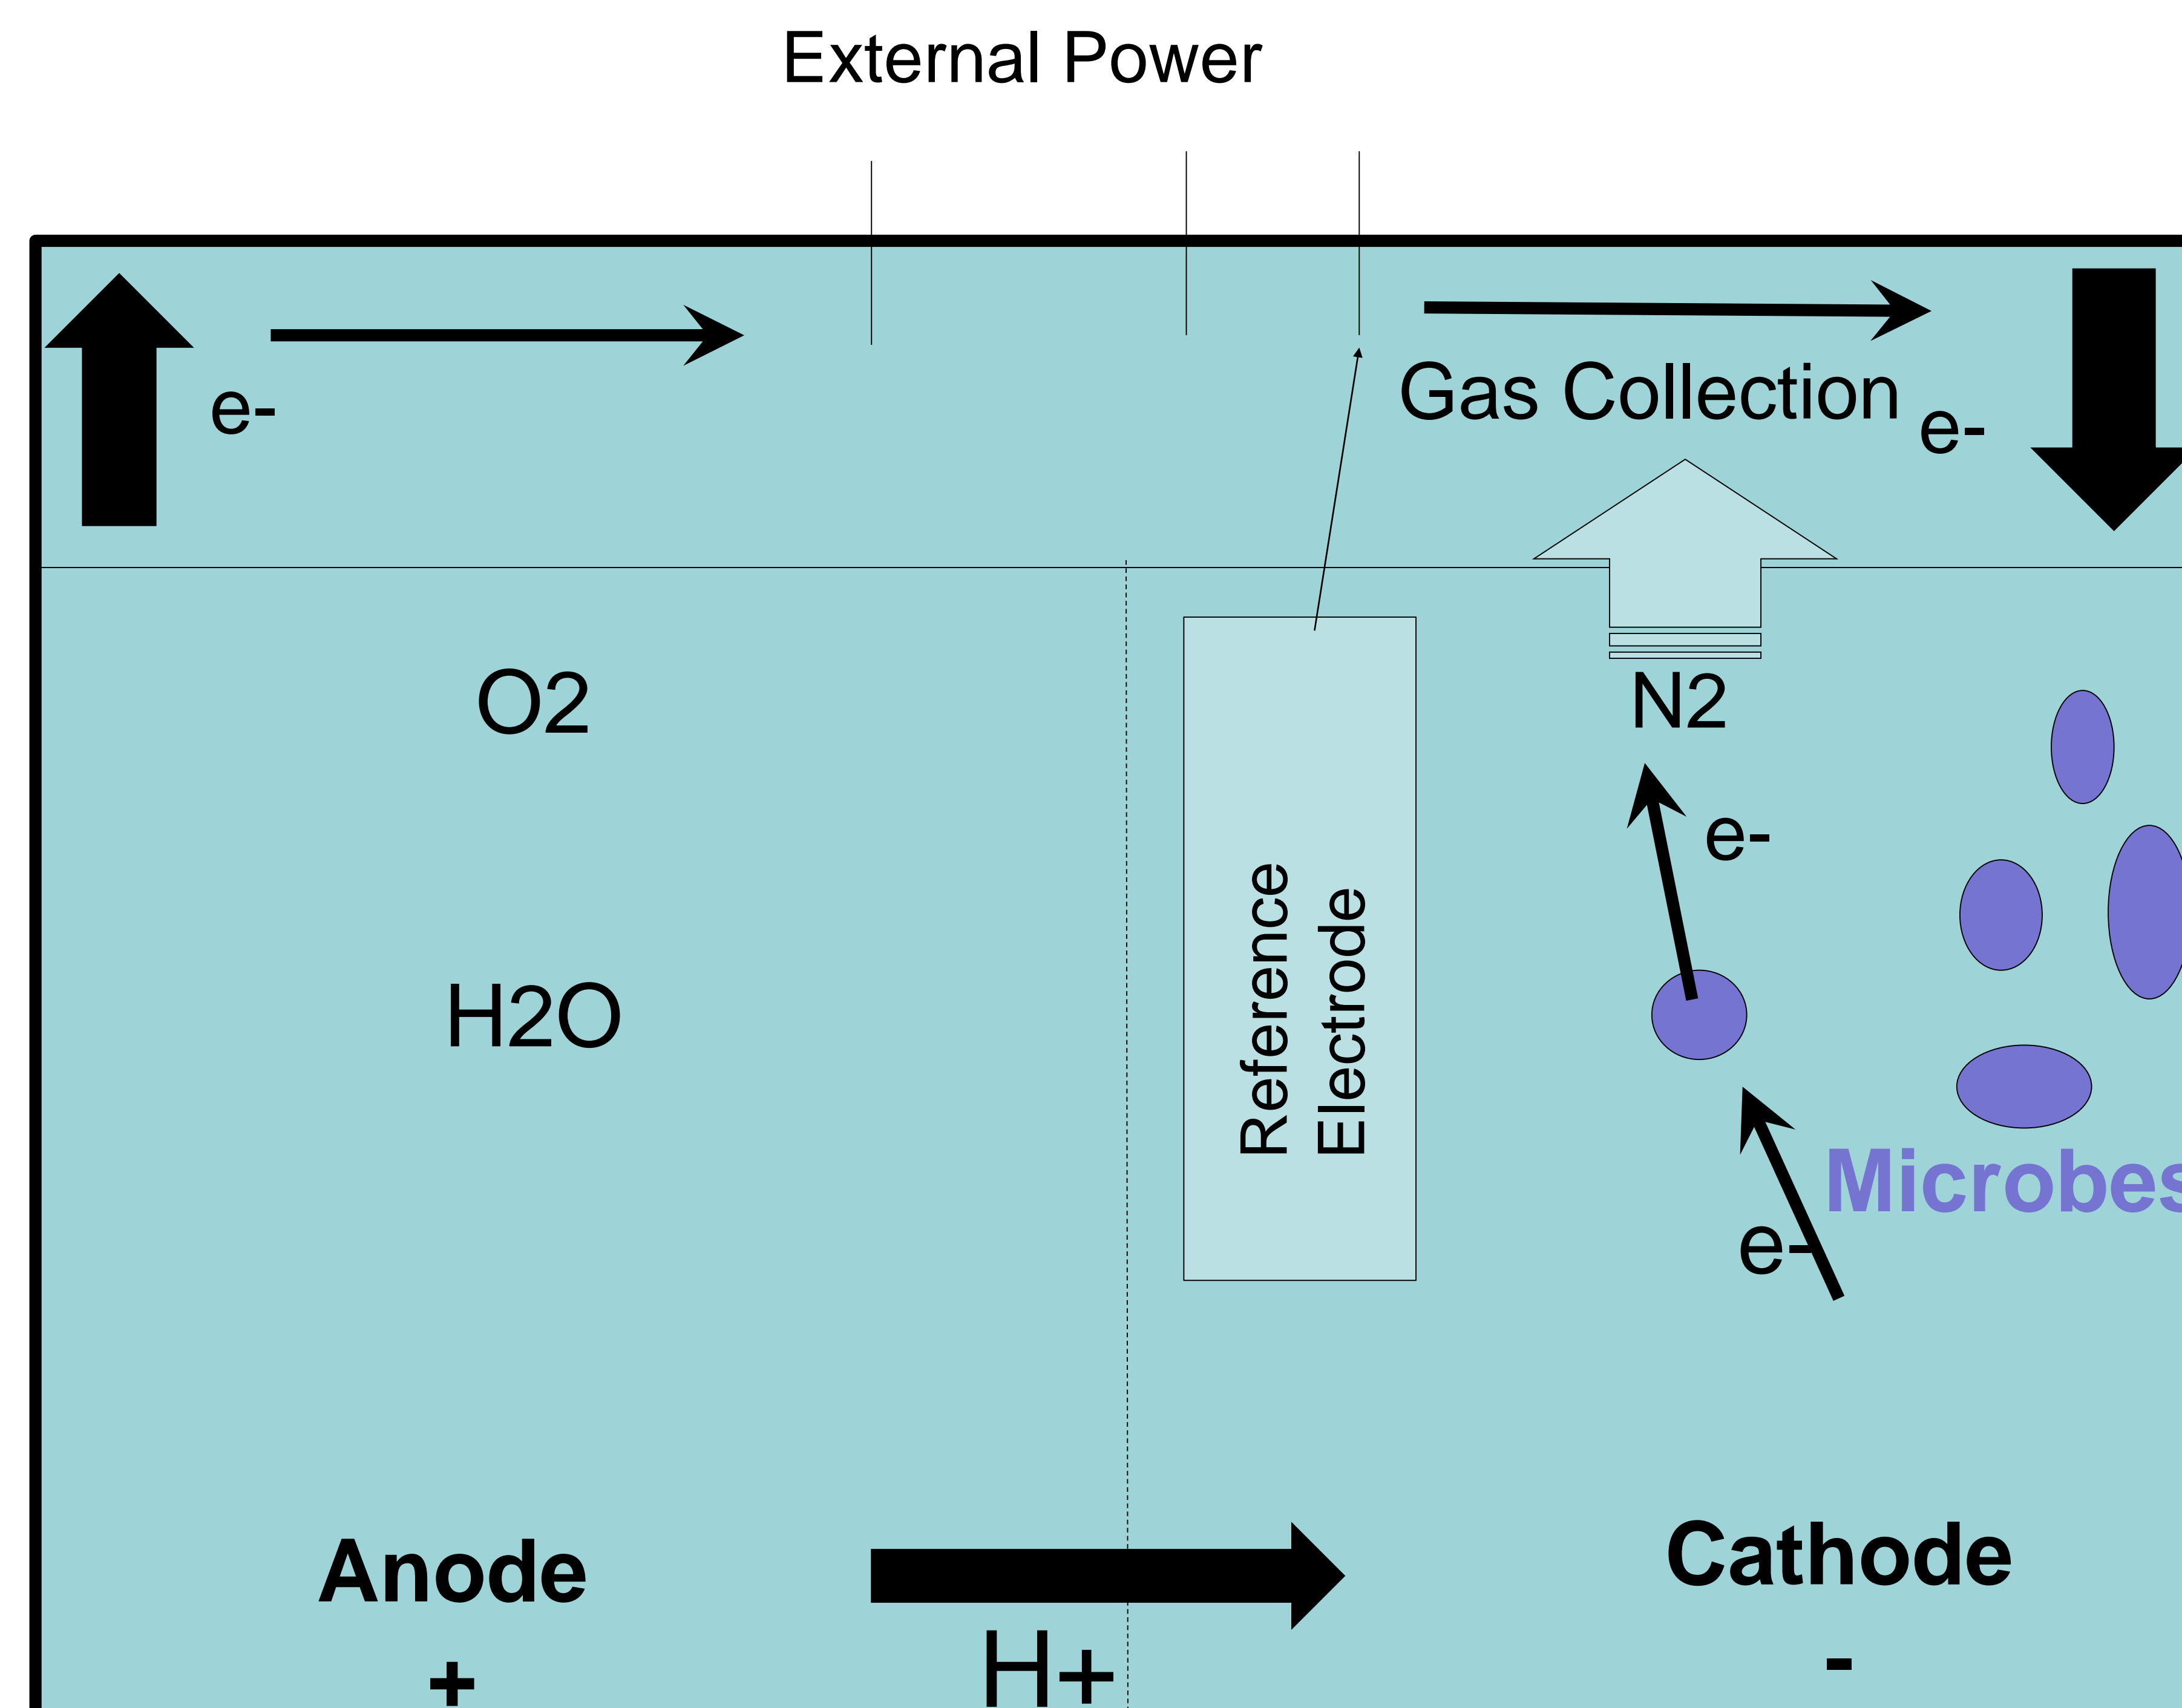 External Power
e-
Gas Collection
e-
O2
N2
e-
H2O
Reference
Electrode
Microbes
e-
Anode
Cathode
+
-
H+